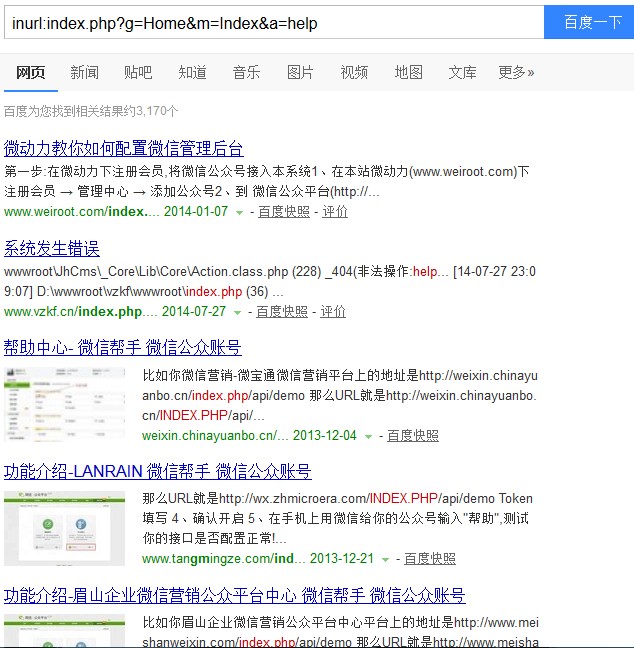 inurl:index.php?g=Home&m=Index&a=help 百度一下
网页 新闻 贴吧 知道 音乐 图片 视频 地图 文库 更多»
百度为您找到相关结果约3,170个
微动力教你如何配置微信管理后台
第一步:在微动力下注册会员,将微信公众号接入本系统1、在本站微动力(www.weiroot.com)下
注册会员 → 管理中心 → 添加公众号2、到 微信公众平台(http://...
www.weiroot.com/index.... 2014-01-07 - 百度快照 - 评价
系统发生错误
wwwroot\JhCms\_Core\Lib\Core\Action.class.php (228) _404(非法操作:help... [14-07-27 23:0
9:07] D:\wwwroot\vzkf\wwwroot\index.php (36) ...
www.vzkf.cn/index.php.... 2014-07-27 - 百度快照 - 评价
帮助中心- 微信帮手 微信公众账号
比如你微信营销-微宝通微信营销平台上的地址是http://weixin.chinayu
anbo.cn/index.php/api/demo 那么URL就是http://weixin.chinayuanbo.
cn/INDEX.PHP/api/...
weixin.chinayuanbo.cn/... 2013-12-04 - 百度快照
功能介绍-LANRAIN 微信帮手 微信公众账号
那么URL就是http://wx.zhmicroera.com/INDEX.PHP/api/demo Token
填写 4、确认开启 5、在手机上用微信给你的公众号输入"帮助",测试
你的接口是否配置正常!...
www.tangmingze.com/ind... 2013-12-21 - 百度快照
功能介绍-眉山企业微信营销公众平台中心 微信帮手 微信公众账号
比如你眉山企业微信营销公众平台中心平台上的地址是http://www.mei
shanweixin.com/index.php/api/demo 那么URL就是http://www.meisha